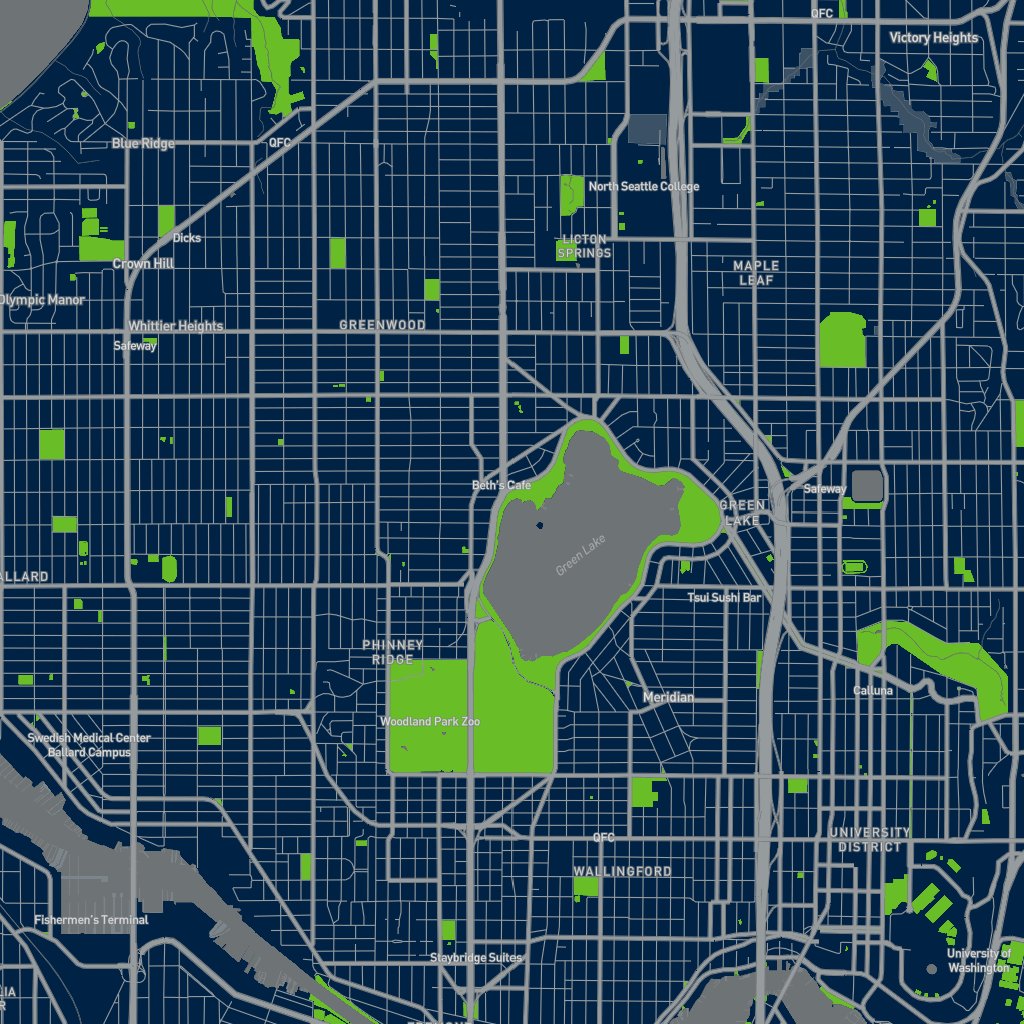 QFC
Victory Heights
Blue Ridge
QFC
North Seattle College
Dicks
LICTON
SPRINGS
Crown Hill
MAPLE
LEAF
Olympic Manor
Whittier Heights
GREENWOOD
Safeway
Beth's Cafe
Safeway
GREEN
LAKE
Green Lake
ALLARD
Tsui Sushi Bar
PHINNEY
RIDGE
Calluna
Meridian
Woodland Park Zoo
Swedish Medical Center
Ballard Campus
QFC
UNIVERSITY
DISTRICT
WALLINGFORD
Fishermen's Terminal
Staybridge Suites
University of
Washington
LIA
R
FREMONT